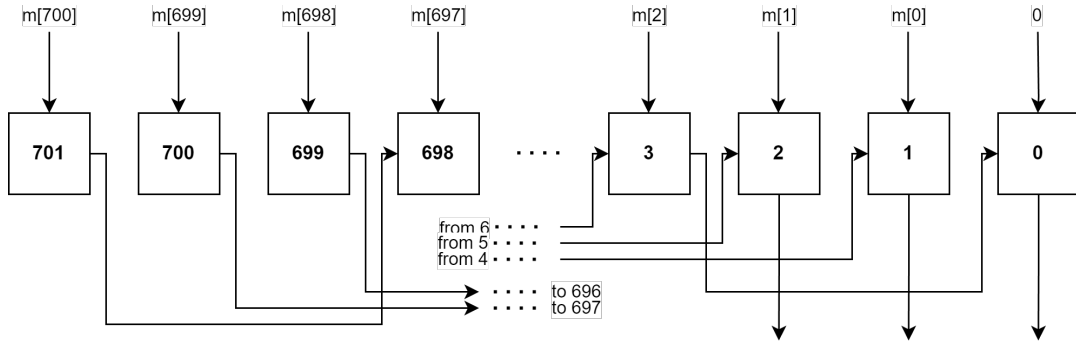 m[700] m[699] m[698] m[697] m[2] m[1] m[0] 0
701 700 699 698 .... 3 2 1 0
from 6 ....
from 5 ....
from 4 ....
.... to 696
.... to 697